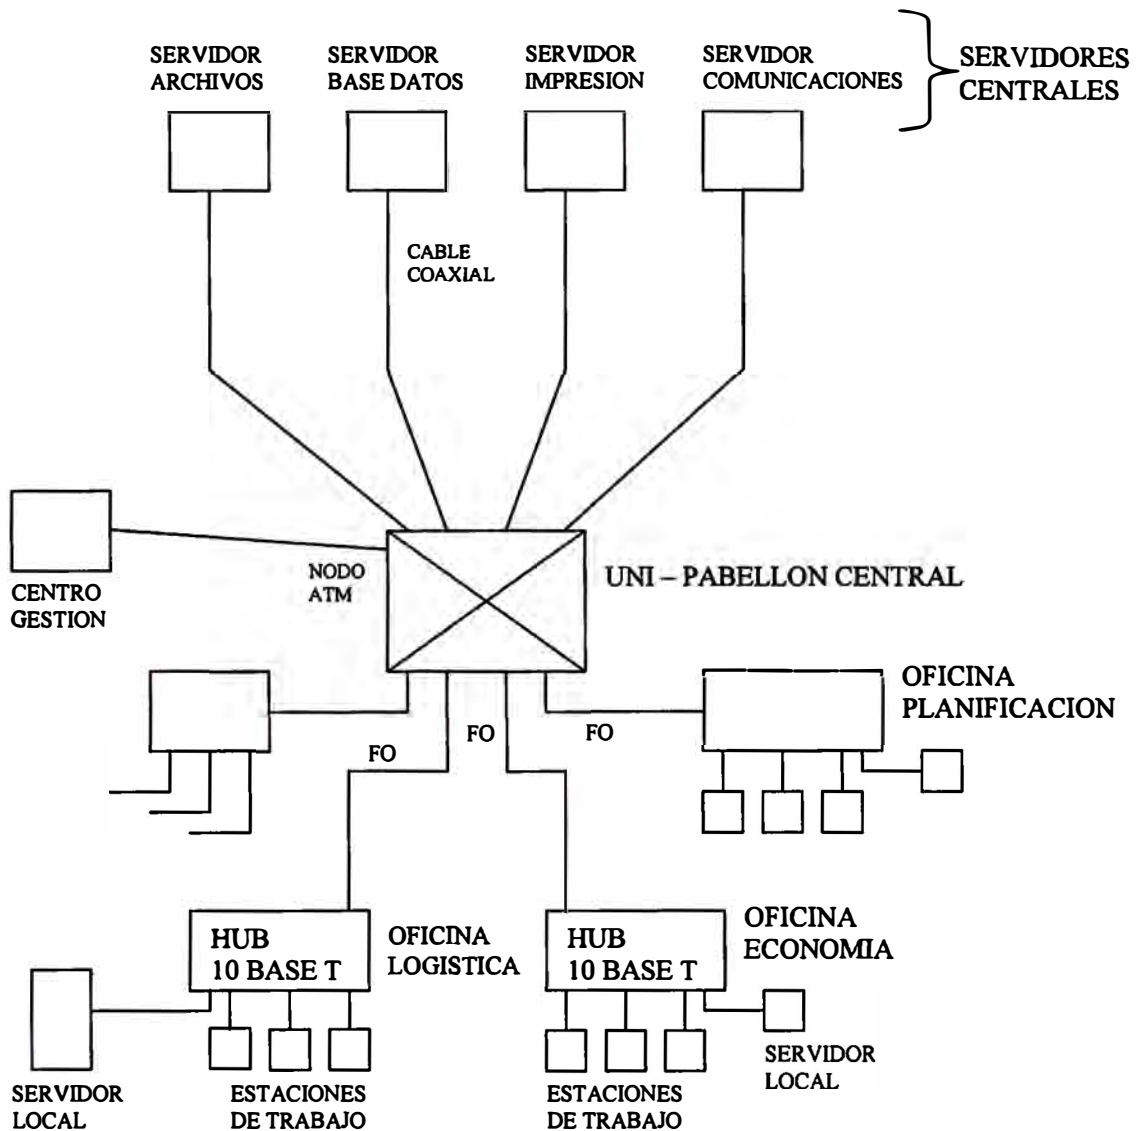 SERVIDOR
ARCHIVOS
SERVIDOR
BASE DATOS
SERVIDOR
IMPRESION
SERVIDOR
COMUNICACIONES
SERVIDORES
CENTRALES
CABLE
COAXIAL
CENTRO
GESTION
NODO
ATM
UNI – PABELLON CENTRAL
OFICINA
PLANIFICACION
FO
FO
FO
HUB
10 BASE T
OFICINA
LOGISTICA
HUB
10 BASE T
OFICINA
ECONOMIA
SERVIDOR
LOCAL
ESTACIONES
DE TRABAJO
ESTACIONES
DE TRABAJO
SERVIDOR
LOCAL